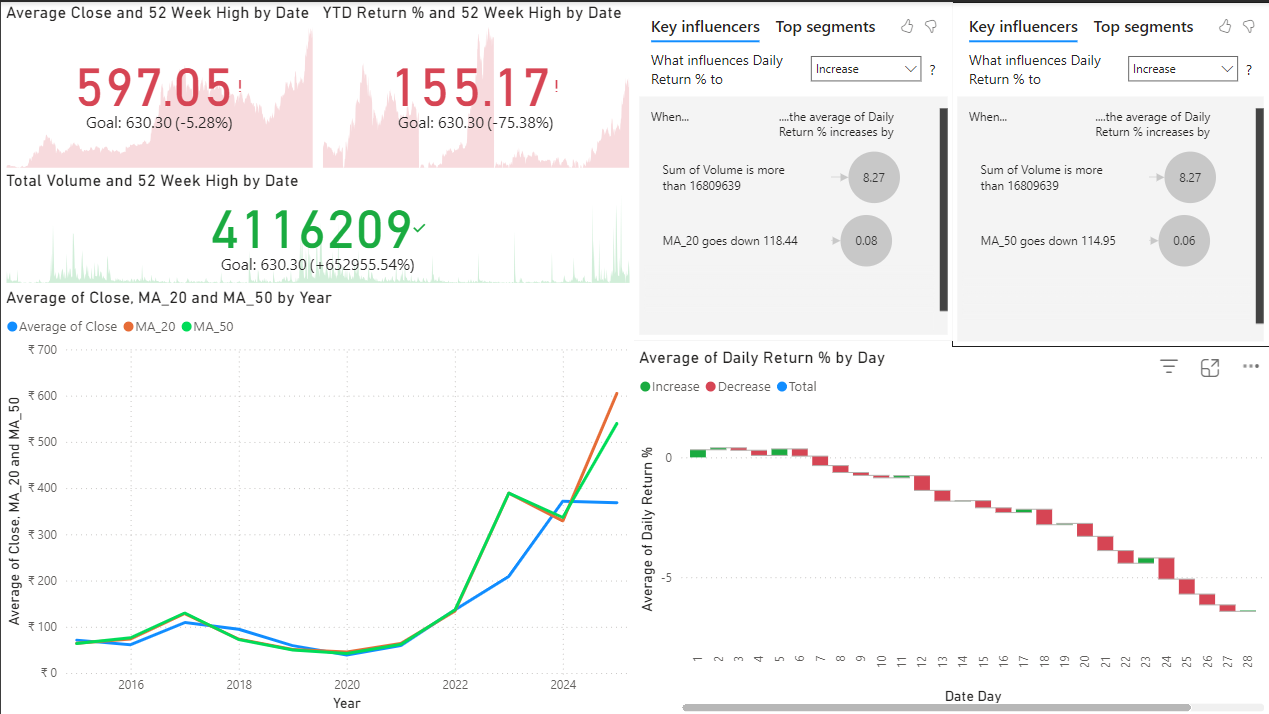 Average Close and 52 Week High by Date
597.05!
Goal: 630.30 (-5.28%)
YTD Return % and 52 Week High by Date
155.17!
Goal: 630.30 (-75.38%)
Total Volume and 52 Week High by Date
4116209✓
Goal: 630.30 (+652955.54%)
Average of Close, MA_20 and MA_50 by Year
Average of Close MA_20 MA_50
Average of Close, MA_20 and MA_50
₹ 700
₹ 600
₹ 500
₹ 400
₹ 300
₹ 200
₹ 100
₹ 0
2016 2018 2020 2022 2024
Year
Key influencers Top segments
What influences Daily
Return % to
Increase
?
When...
....the average of Daily
Return % increases by
Sum of Volume is more
than 16809639
8.27
MA_20 goes down 118.44
0.08
Key influencers Top segments
What influences Daily
Return % to
Increase
?
When...
....the average of Daily
Return % increases by
Sum of Volume is more
than 16809639
8.27
MA_50 goes down 114.95
0.06
Average of Daily Return % by Day
Increase Decrease Total
Average of Daily Return %
0
-5
1 2 3 4 5 6 7 8 9 10 11 12 13 14 15 16 17 18 19 20 21 22 23 24 25 26 27 28
Date Day